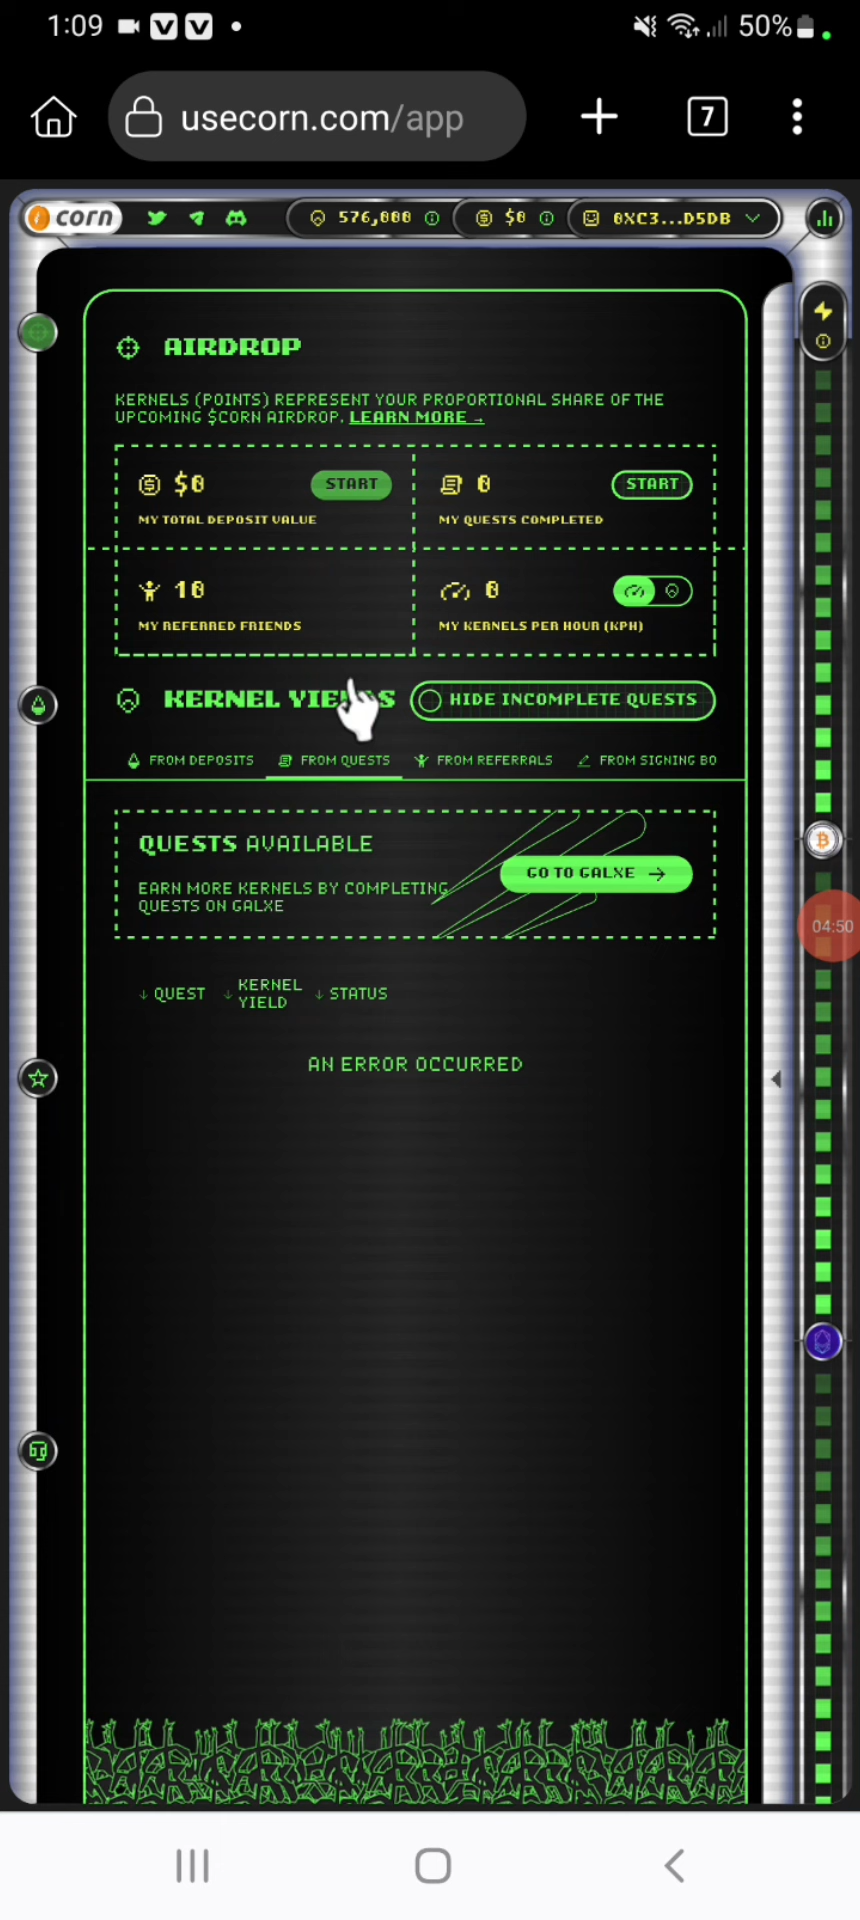 1:09
50%
usecorn.com/app
7
corn
576,000
$0
0XC3...D5DB
AIRDROP
KERNELS (POINTS) REPRESENT YOUR PROPORTIONAL SHARE OF THE
UPCOMING $CORN AIRDROP. LEARN MORE →
$0
START
0
START
MY TOTAL DEPOSIT VALUE
MY QUESTS COMPLETED
10
0
MY REFERRED FRIENDS
MY KERNELS PER HOUR (KPH)
KERNEL YIELDS
HIDE INCOMPLETE QUESTS
FROM DEPOSITS
FROM QUESTS
FROM REFERRALS
FROM SIGNING BO
QUESTS AVAILABLE
EARN MORE KERNELS BY COMPLETING
QUESTS ON GALXE
GO TO GALXE →
↓ QUEST
↓ KERNEL
YIELD
↓ STATUS
04:50
AN ERROR OCCURRED